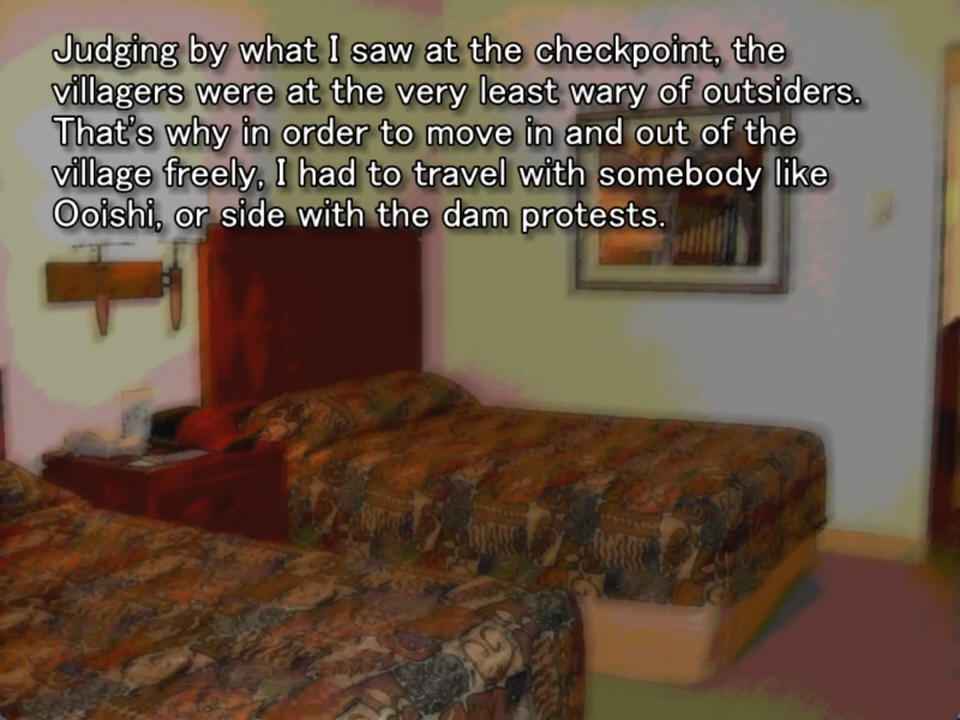 Judging by what I saw at the checkpoint, the
villagers were at the very least wary of outsiders.
That's why in order to move in and out of the
village freely, I had to travel with somebody like
Ooishi, or side with the dam protests.